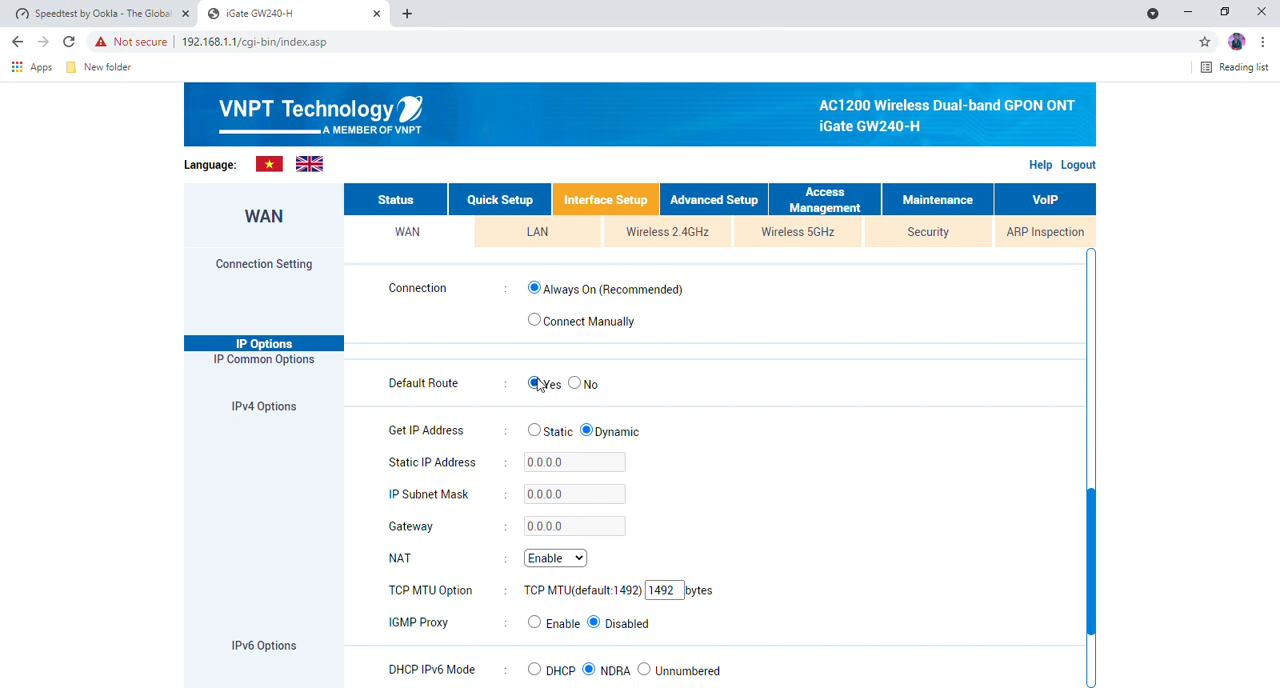 Speedtest by Ookla - The Global
iGate GW240-H
Not secure
192.168.1.1/cgi-bin/index.asp
Apps
New folder
Reading list
VNPT Technology
A MEMBER OF VNPT
AC1200 Wireless Dual-band GPON ONT
iGate GW240-H
Language:
Help Logout
WAN
Status Quick Setup Interface Setup Advanced Setup Access Management Maintenance VoIP
WAN LAN Wireless 2.4GHz Wireless 5GHz Security ARP Inspection
Connection Setting
Connection : Always On (Recommended)
Connect Manually
IP Options
IP Common Options
Default Route : Yes No
IPv4 Options
Get IP Address : Static Dynamic
Static IP Address : 0.0.0.0
IP Subnet Mask : 0.0.0.0
Gateway : 0.0.0.0
NAT : Enable
TCP MTU Option : TCP MTU(default:1492) 1492 bytes
IGMP Proxy : Enable Disabled
IPv6 Options
DHCP IPv6 Mode : DHCP NDRA Unnumbered